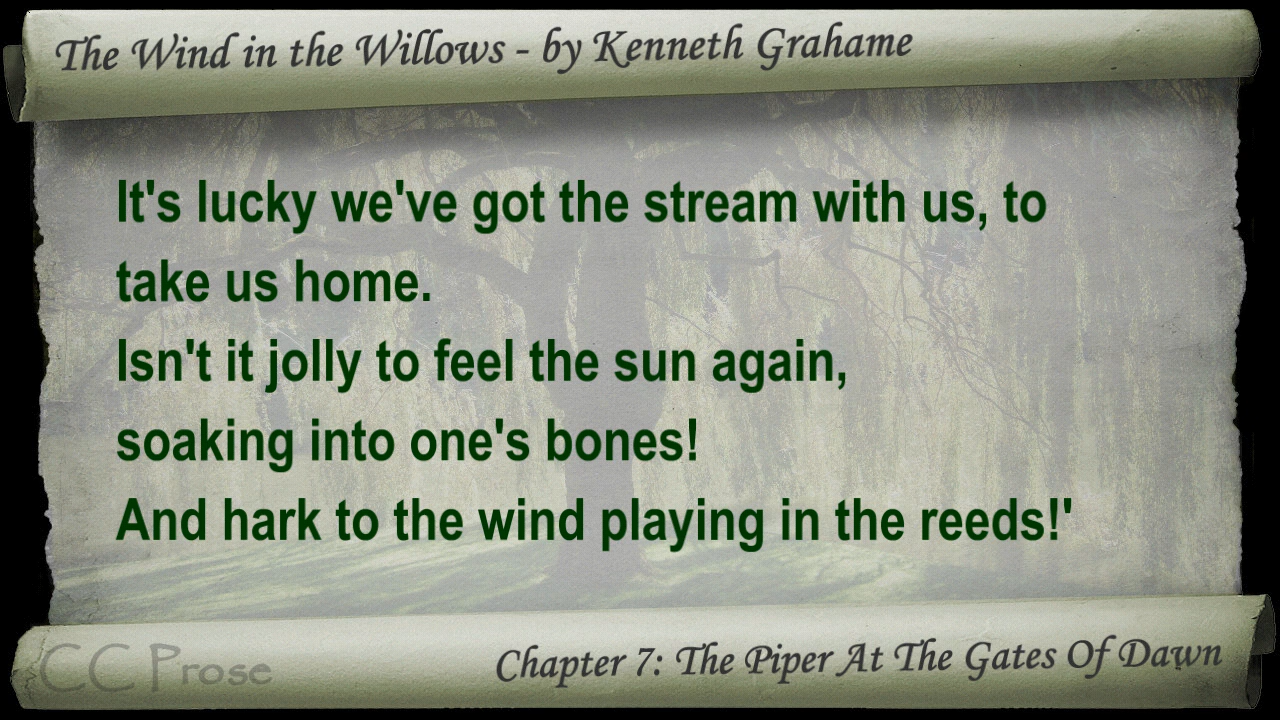 The Wind in the Willows - by Kenneth Grahame
It's lucky we've got the stream with us, to
take us home.
Isn't it jolly to feel the sun again,
soaking into one's bones!
And hark to the wind playing in the reeds!'
CC Prose
Chapter 7: The Piper At The Gates Of Dawn